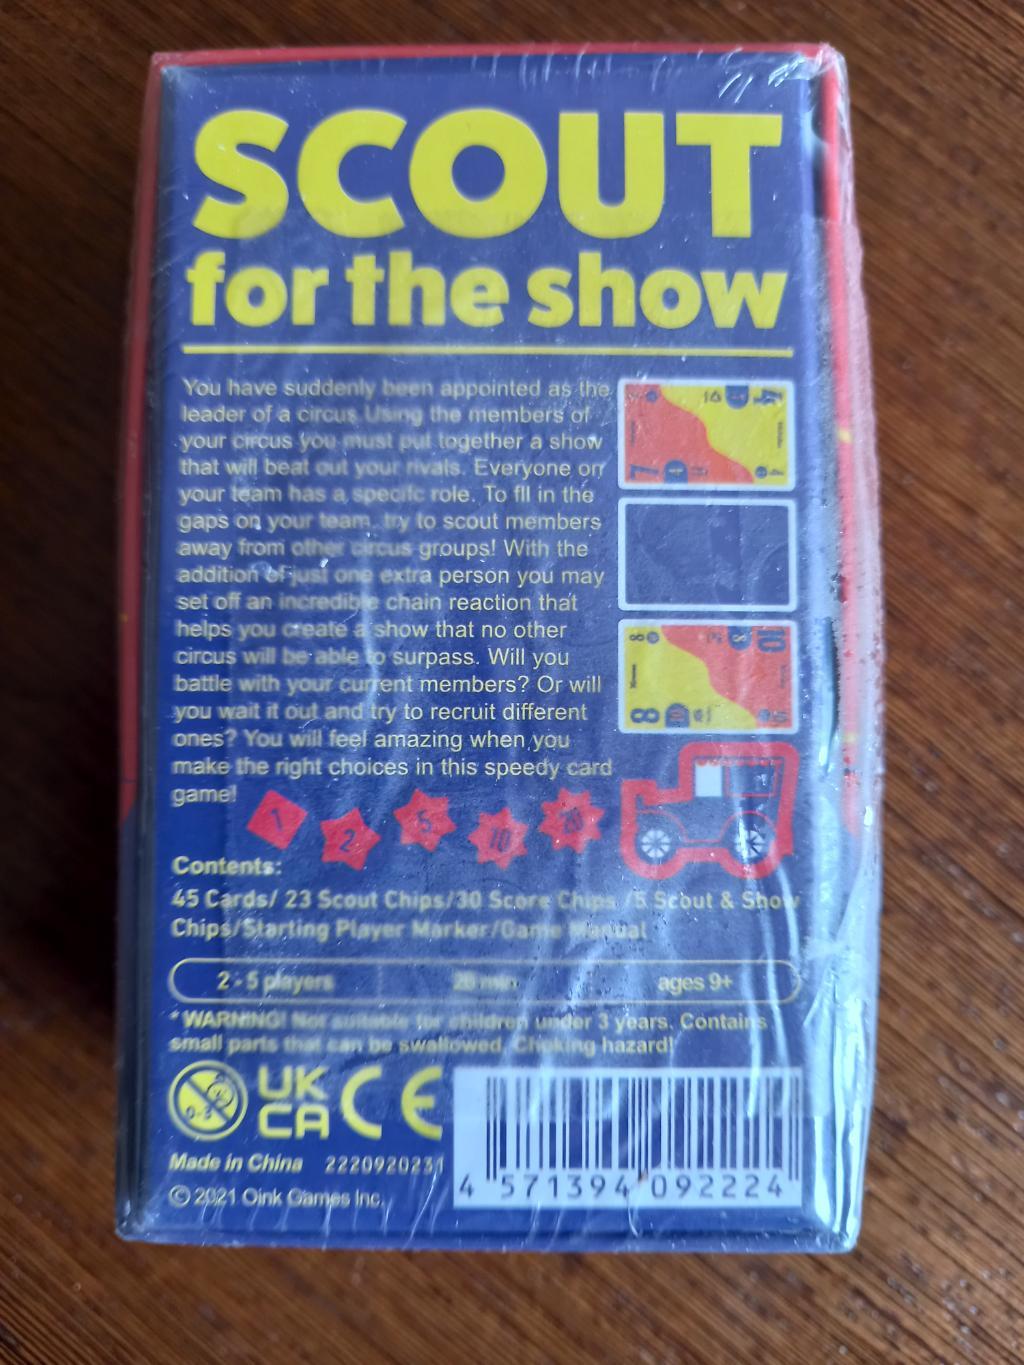 SCOUT
for the show
You have suddenly been appointed as the
leader of a circus.Using the members of
your circus you must put together a show
that will beat out your rivals. Everyone on
your team has a specifc role. To fll in the
gaps on your team, try to scout members
away from other circus groups! With the
addition of just one extra person you may
set off an incredible chain reaction that
helps you create a show that no other
circus will be able to surpass. Will you
battle with your current members? Or will
you wait it out and try to recruit different
ones? You will feel amazing when you
make the right choices in this speedy card
game!
1 2 5 10 20
Contents:
45 Cards/ 23 Scout Chips/30 Score Chips /5 Scout & Show
Chips/Starting Player Marker/Game Manual
2 - 5 players 20 min ages 9+
* WARNING! Not suitable for children under 3 years. Contains
small parts that can be swallowed. Choking hazard!
0-3
UK
CA CE
Made in China 2220920231
© 2021 Oink Games Inc.
4 571394 092224